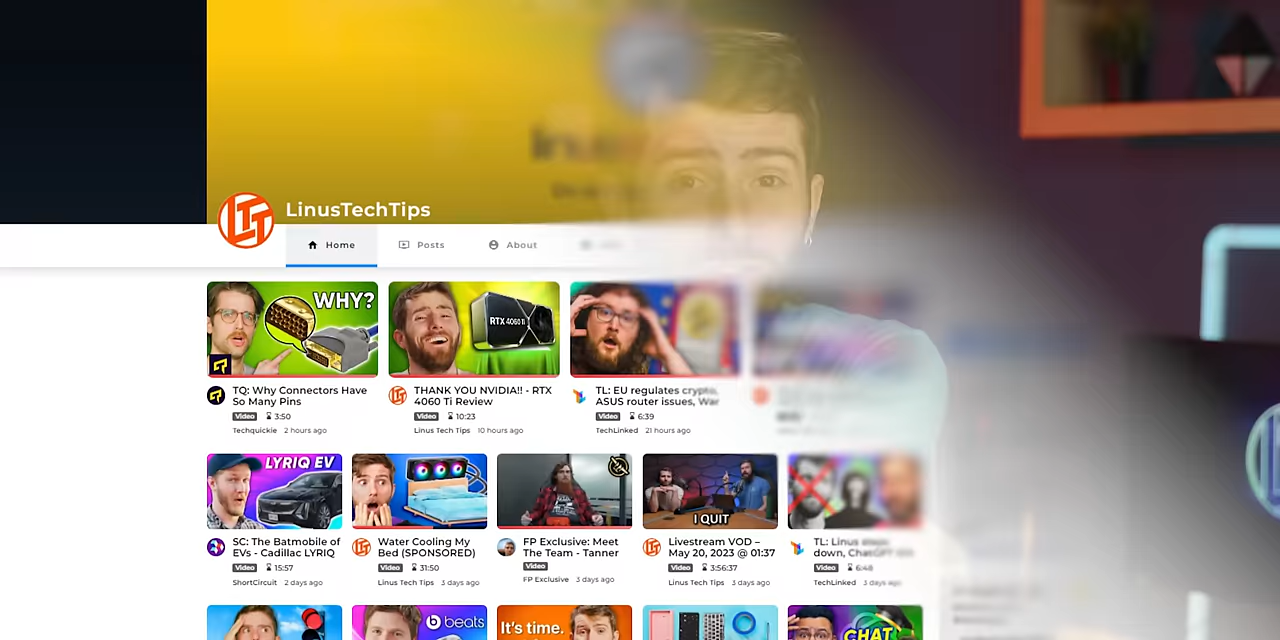 LTT
LinusTechTips
Home
Posts
About
WHY?
RTX 4060 Ti
TQ: Why Connectors Have
So Many Pins
Video 3:50
Techquickie 2 hours ago
THANK YOU NVIDIA!! - RTX
4060 Ti Review
Video 10:23
Linus Tech Tips 10 hours ago
TL: EU regulates crypto,
ASUS router issues, War
Video 6:39
TechLinked 21 hours ago
LYRIQ EV
I QUIT
SC: The Batmobile of
EVs - Cadillac LYRIQ
Video 15:57
ShortCircuit 2 days ago
Water Cooling My
Bed (SPONSORED)
Video 31:50
Linus Tech Tips 3 days ago
FP Exclusive: Meet
The Team - Tanner
Video
FP Exclusive 3 days ago
Livestream VOD –
May 20, 2023 @ 01:37
Video 3:56:37
Linus Tech Tips 3 days ago
TL: Linus steps
down, ChatGPT iOS
Video 6:48
TechLinked 3 days ago
beats
It's time.
CHAT